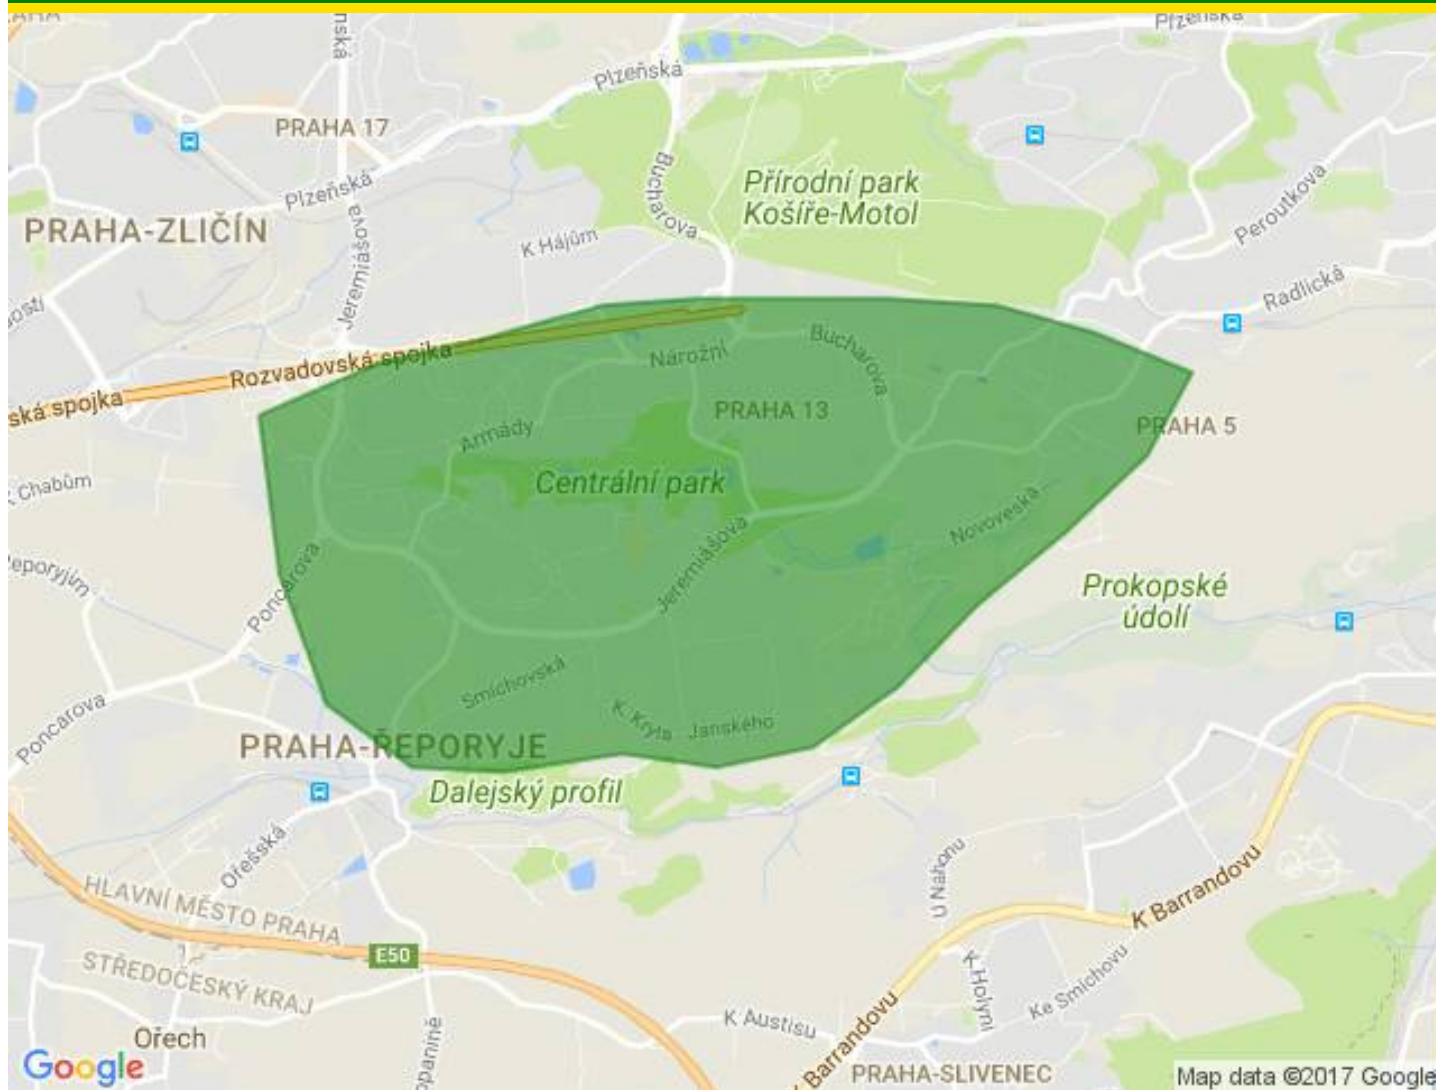 Plzeňská
Plzeňská
PRAHA 17
Plzeňská
Bucharova
Přírodní park
Košíře-Motol
Peroutkova
PRAHA-ZLIČÍN
Jeremiášova
K Hájům
Radlická
Rozvadovská spojka
Nárožní
Bucharova
ská spojka
PRAHA 13
PRAHA 5
Armády
Centrální park
K Chabům
Novoveská
Jeremiášova
Poncarova
Prokopské
údolí
Smíchovská
K. Kryla
Janského
Poncarova
PRAHA-ŘEPORYJE
Dalejský profil
Ořešská
U Náhonu
K Barrandovu
HLAVNÍ MĚSTO PRAHA
E50
STŘEDOČESKÝ KRAJ
K Holyni
Ke Smíchovu
K Austisu
Ořech
K Barrandovu
Google
PRAHA-SLIVENEC
Map data ©2017 Google